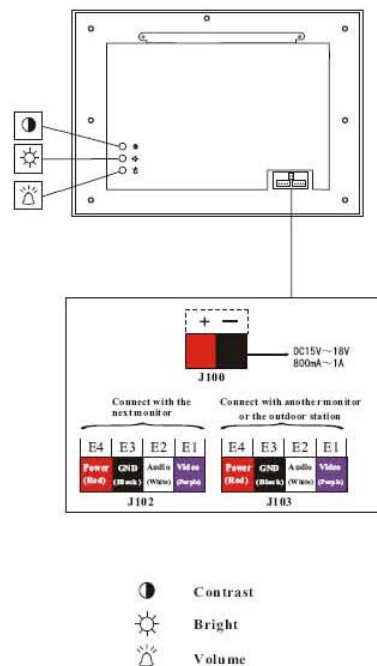 + −
DC15V～18V
800mA～1A
J100
Connect with the
next monitor
Connect with another monitor
or the outdoor station
E4 E3 E2 E1
Power GND Audio Video
(Red) (Black) (White) (Purple)
J102
E4 E3 E2 E1
Power GND Audio Video
(Red) (Black) (White) (Purple)
J103
Contrast
Bright
Volume